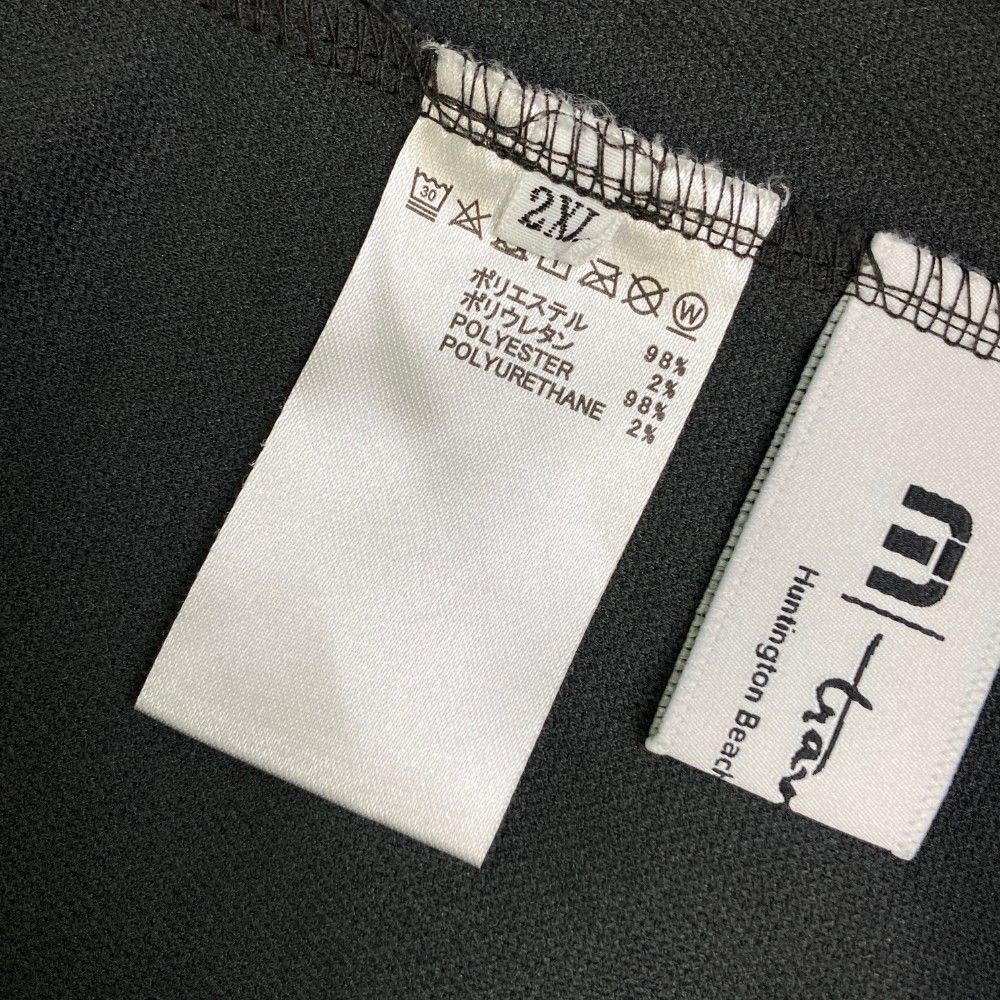 2XL
30
W
ポリエステル 98%
ポリウレタン 2%
POLYESTER 98%
POLYURETHANE 2%
Huntington Beach